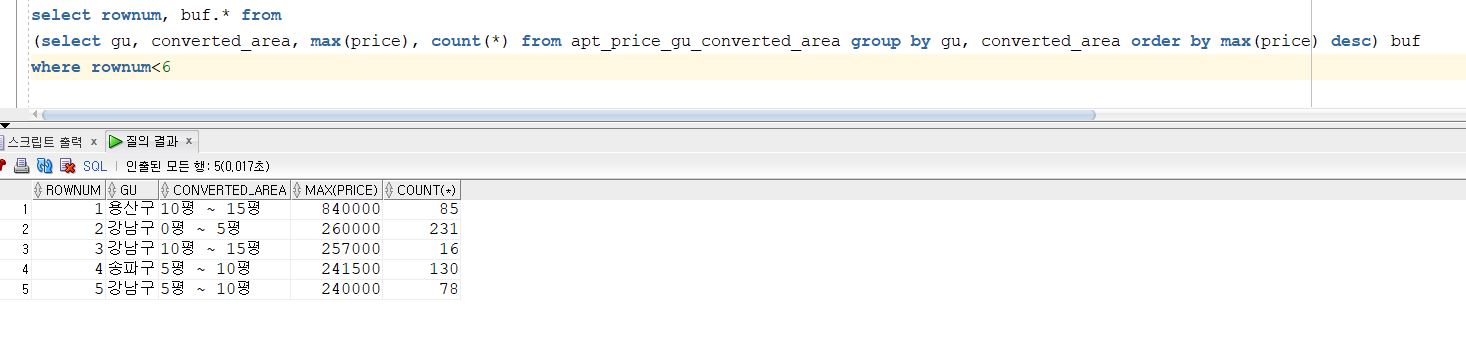 select rownum, buf.* from
(select gu, converted_area, max(price), count(*) from apt_price_gu_converted_area group by gu, converted_area order by max(price) desc) buf
where rownum<6
스크립트 출력 x 질의 결과 x
SQL | 인출된 모든 행: 5(0,017초)
ROWNUM GU CONVERTED_AREA MAX(PRICE) COUNT(*)
1 1 용산구 10평 ~ 15평 840000 85
2 2 강남구 0평 ~ 5평 260000 231
3 3 강남구 10평 ~ 15평 257000 16
4 4 송파구 5평 ~ 10평 241500 130
5 5 강남구 5평 ~ 10평 240000 78